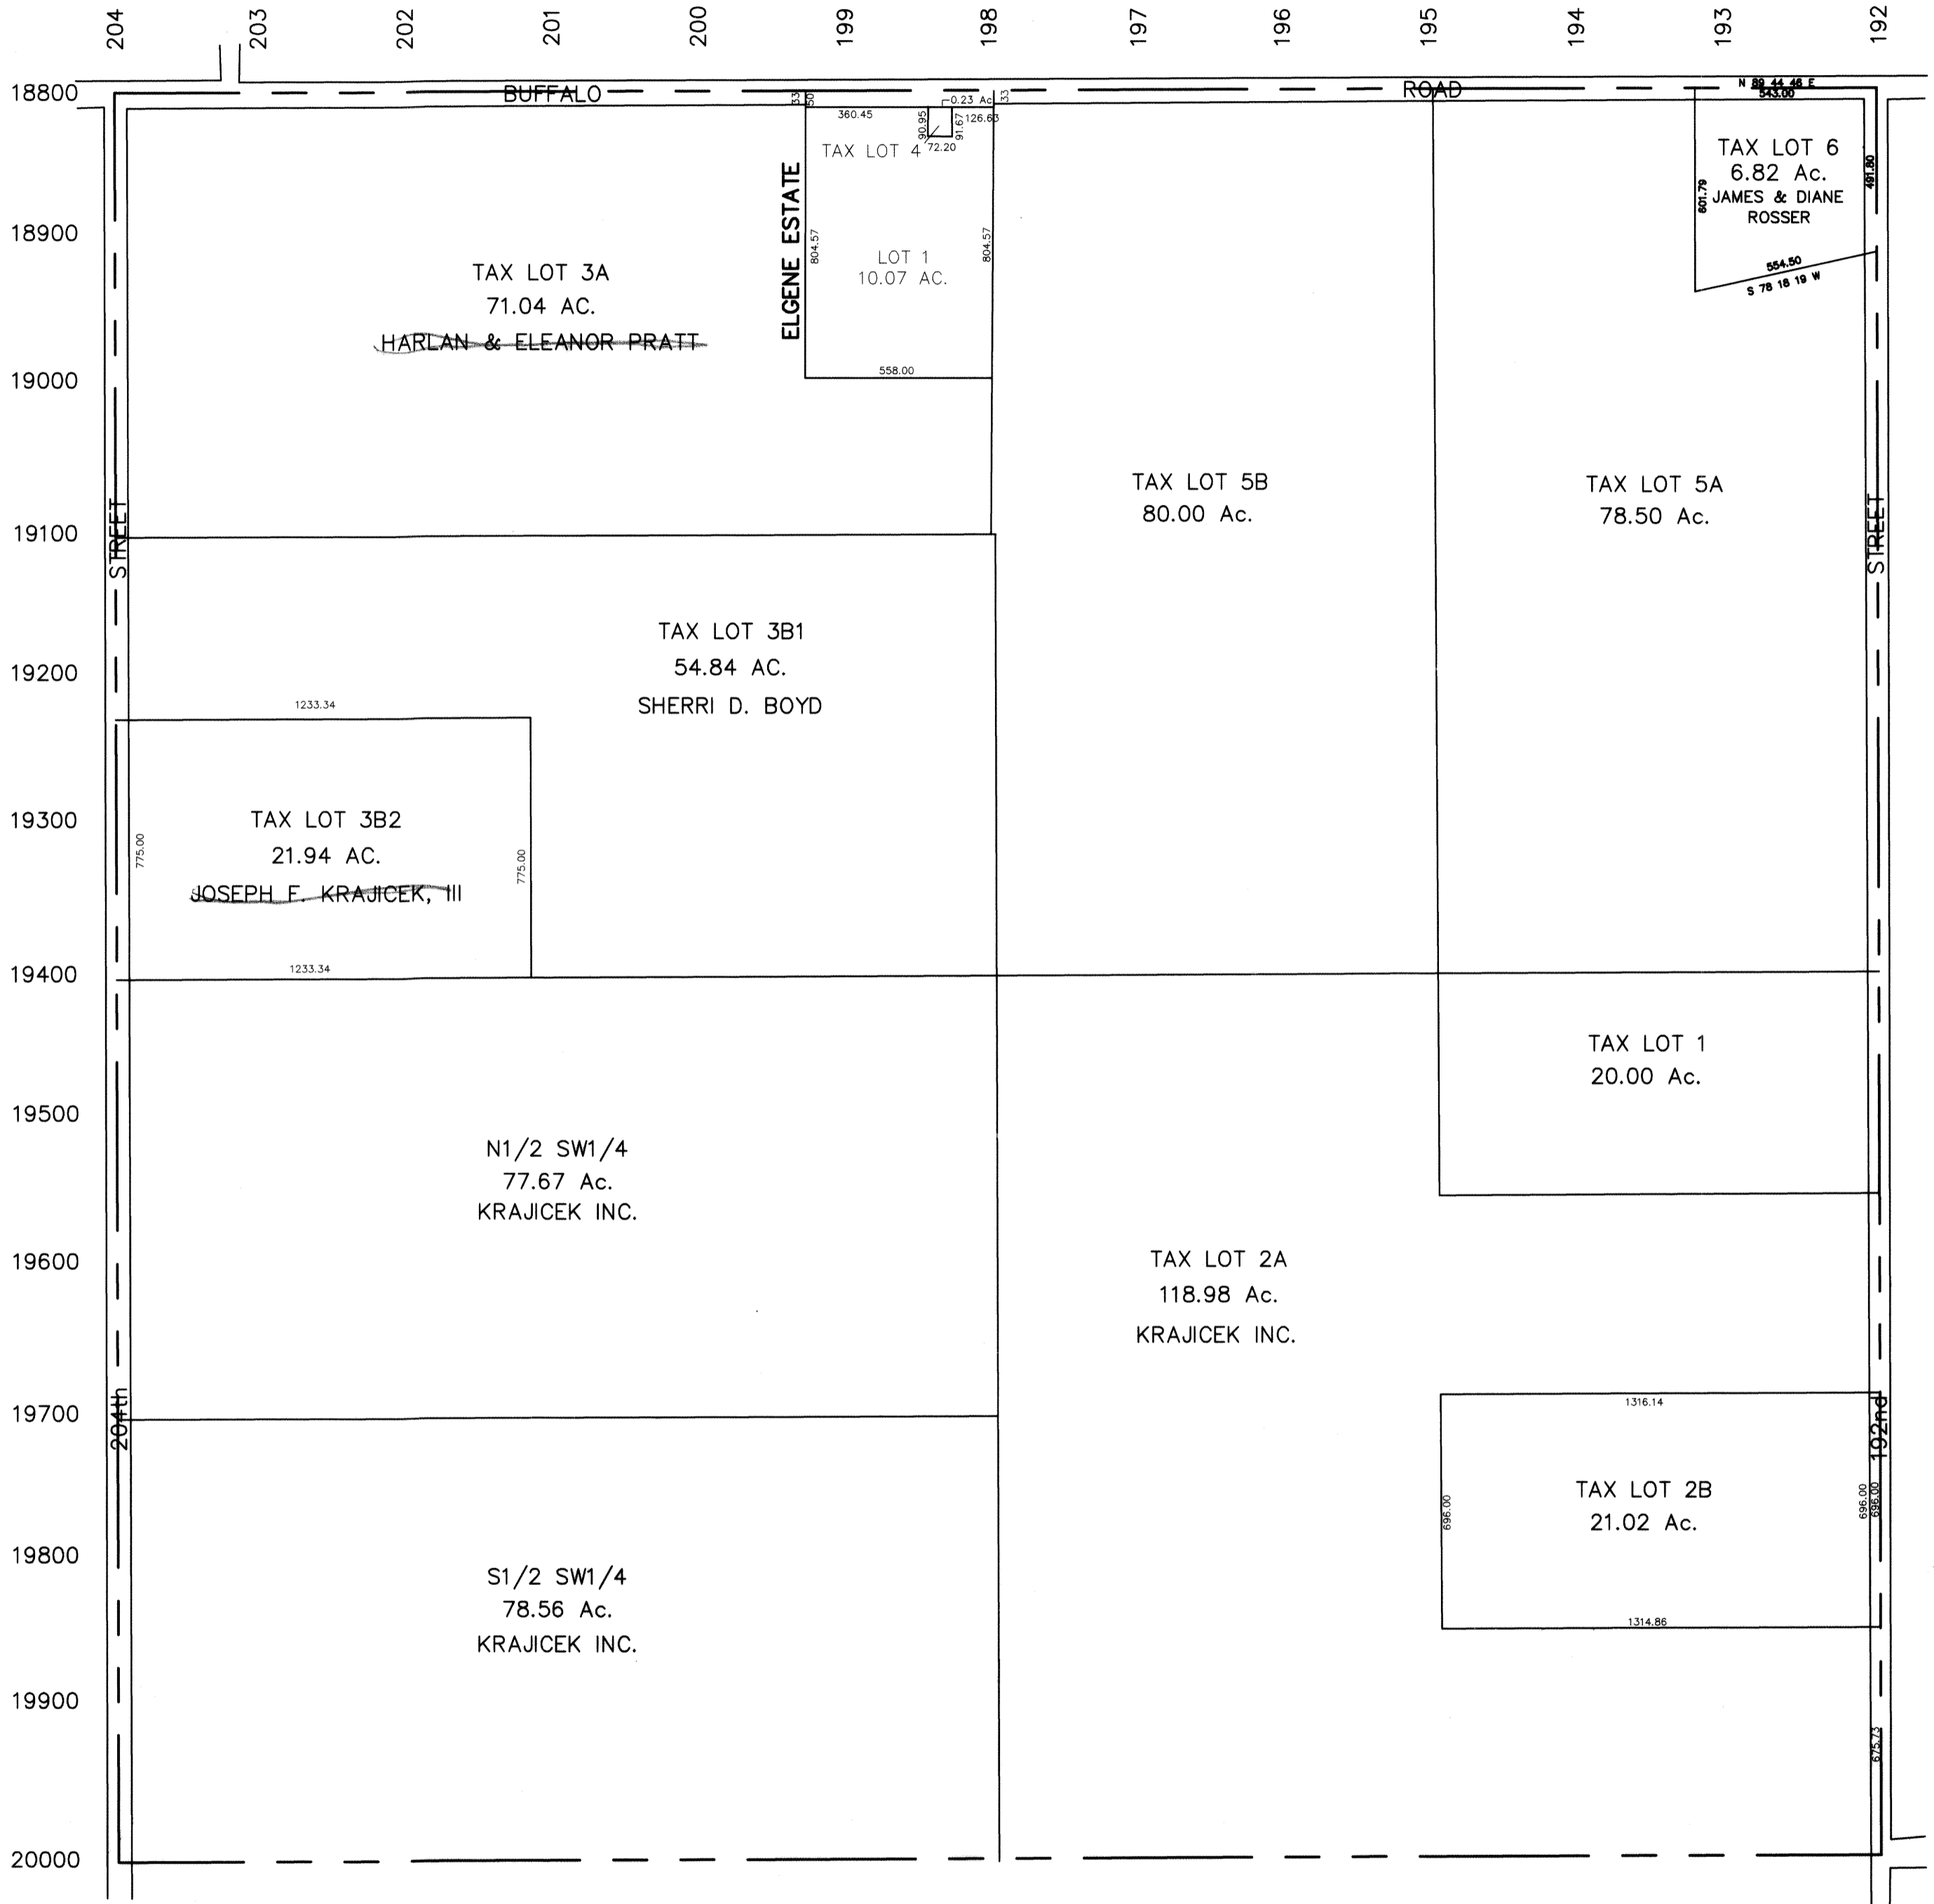 204
203
202
201
200
199
198
197
196
195
194
193
192
18800
18900
19000
19100
19200
19300
19400
19500
19600
19700
19800
19900
20000
BUFFALO
ROAD
N 89 44 46 E
543.00
33
50
33
0.23 Ac
360.45
90.95
91.67
126.63
TAX LOT 4
72.20
ELGENE ESTATE
804.57
804.57
LOT 1
10.07 AC.
558.00
TAX LOT 3A
71.04 AC.
HARLAN & ELEANOR PRATT
TAX LOT 6
6.82 Ac.
JAMES & DIANE
ROSSER
601.79
491.80
554.50
S 78 18 19 W
TAX LOT 5B
80.00 Ac.
TAX LOT 5A
78.50 Ac.
STREET
STREET
TAX LOT 3B1
54.84 AC.
SHERRI D. BOYD
1233.34
TAX LOT 3B2
21.94 AC.
JOSEPH F. KRAJICEK, III
775.00
775.00
1233.34
TAX LOT 1
20.00 Ac.
N1/2 SW1/4
77.67 Ac.
KRAJICEK INC.
TAX LOT 2A
118.98 Ac.
KRAJICEK INC.
204th
192nd
1316.14
TAX LOT 2B
21.02 Ac.
696.00
696.00
696.00
1314.86
S1/2 SW1/4
78.56 Ac.
KRAJICEK INC.
675.73